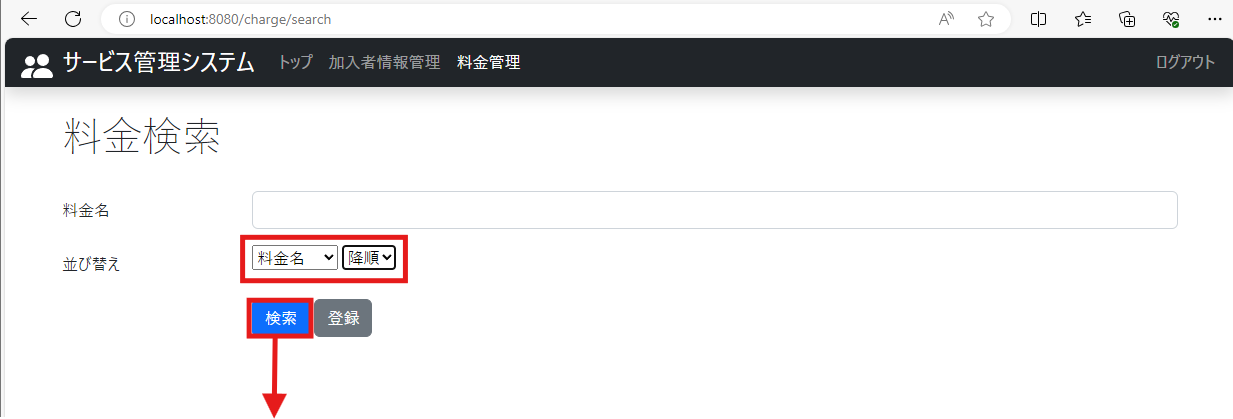 localhost:8080/charge/search
サービス管理システム トップ 加入者情報管理 料金管理 ログアウト
料金検索
料金名
並び替え 料金名 降順
検索 登録